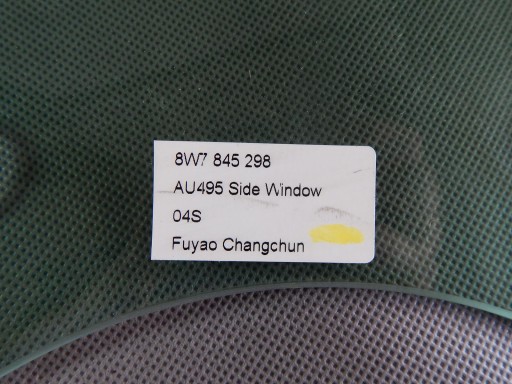 8W7 845 298
AU495 Side Window
04S
Fuyao Changchun